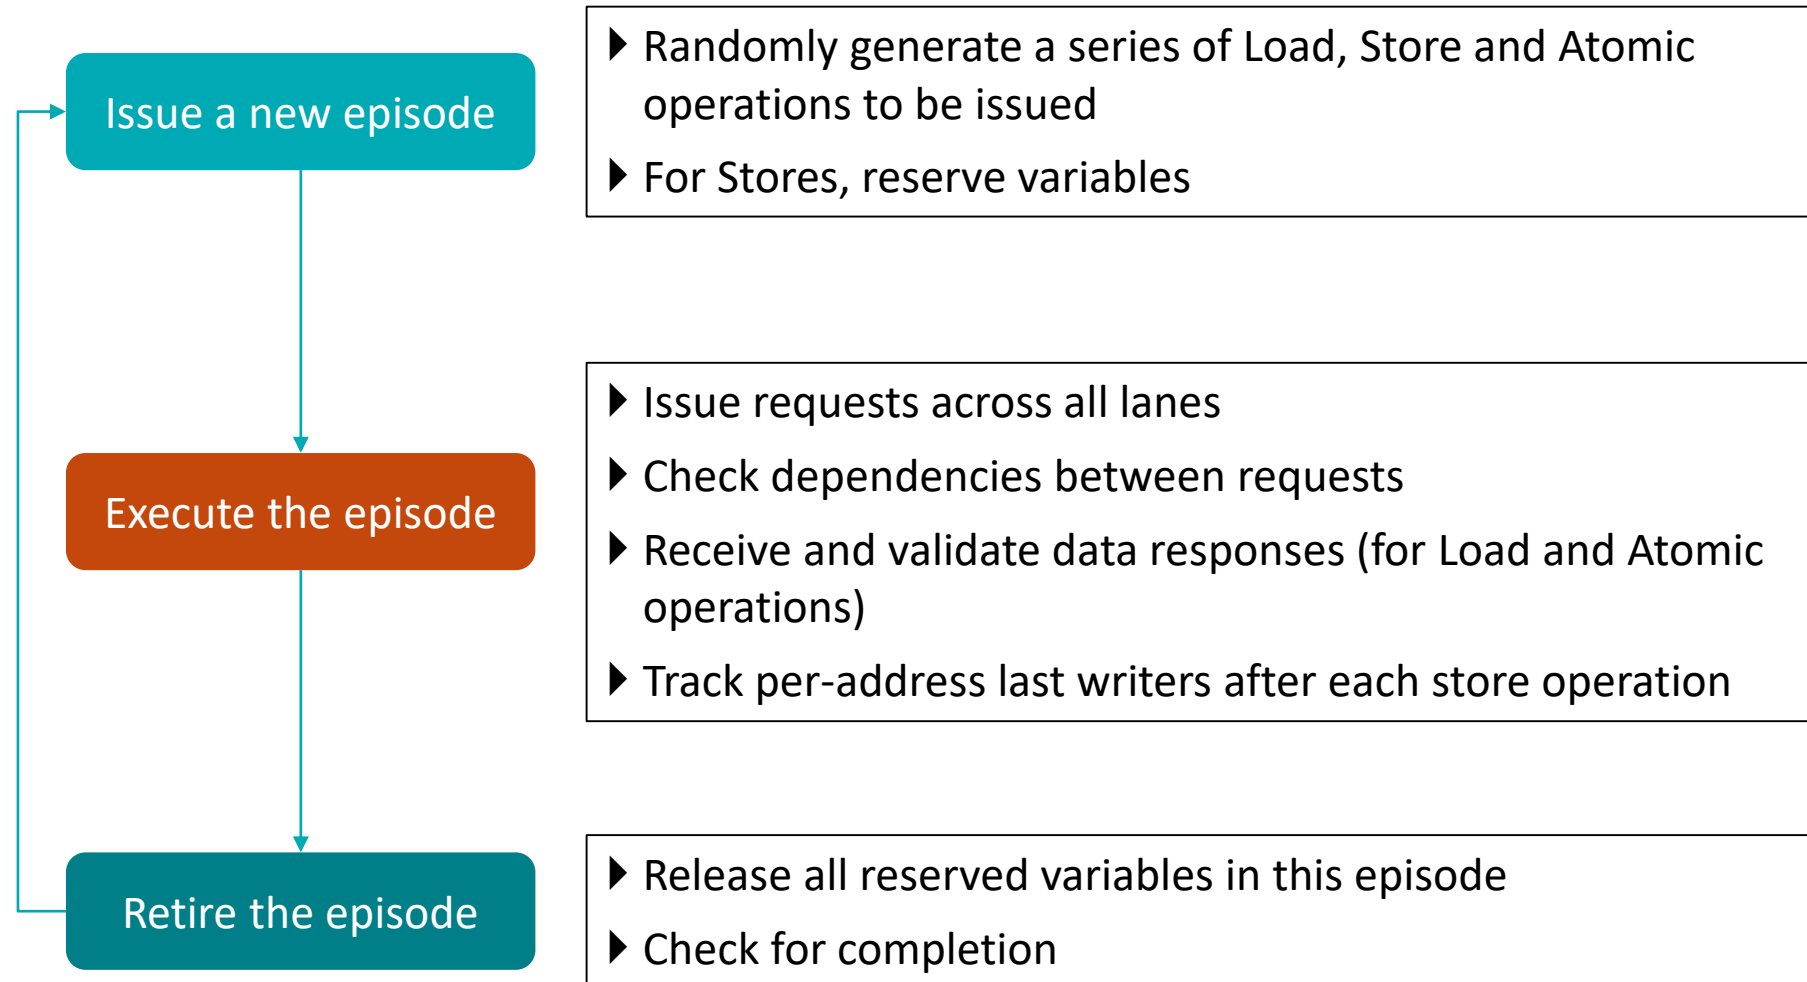 Issue a new episode
▶ Randomly generate a series of Load, Store and Atomic
operations to be issued
▶ For Stores, reserve variables
Execute the episode
▶ Issue requests across all lanes
▶ Check dependencies between requests
▶ Receive and validate data responses (for Load and Atomic
operations)
▶ Track per-address last writers after each store operation
Retire the episode
▶ Release all reserved variables in this episode
▶ Check for completion